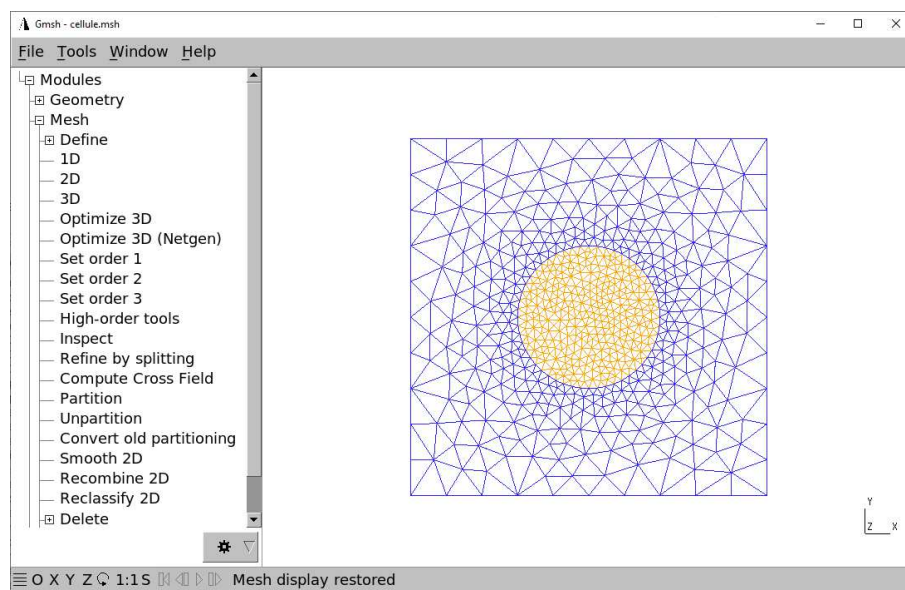 Gmsh - cellule.msh
File Tools Window Help
Modules
Geometry
Mesh
Define
1D
2D
3D
Optimize 3D
Optimize 3D (Netgen)
Set order 1
Set order 2
Set order 3
High-order tools
Inspect
Refine by splitting
Compute Cross Field
Partition
Unpartition
Convert old partitioning
Smooth 2D
Recombine 2D
Reclassify 2D
Delete
Y
Z X
O X Y Z 1:1 S Mesh display restored